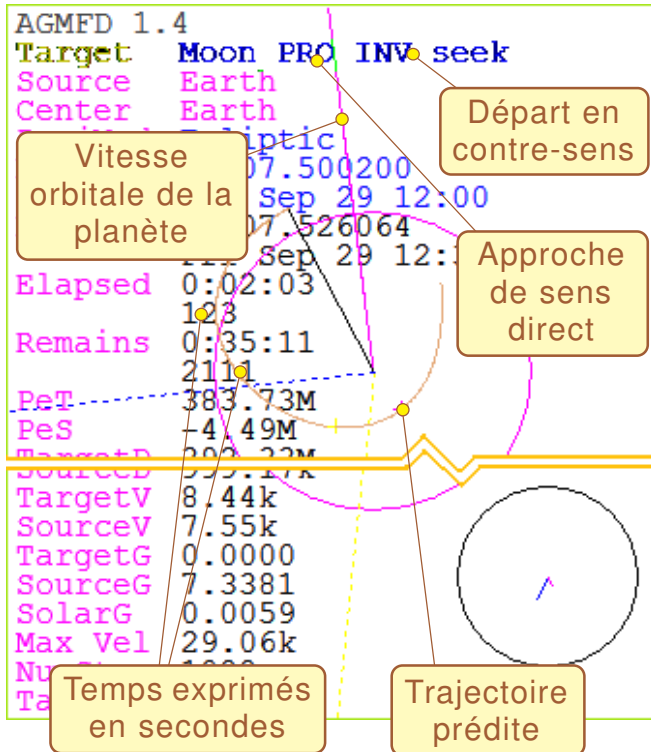 AGMFD 1.4
Target Moon PRO INV seek
Source Earth
Center Earth
Départ en
contre-sens
Vitesse
orbitale de la
planète
07.500200
Sep 29 12:00
07.526064
Sep 29 12:
Approche
de sens
direct
Elapsed 0:02:03
123
Remains 0:35:11
2111
PeT 383.73M
PeS -4.49M
TargetV 8.44k
SourceV 7.55k
TargetG 0.0000
SourceG 7.3381
SolarG 0.0059
Max Vel 29.06k
Temps exprimés
en secondes
Trajectoire
prédite